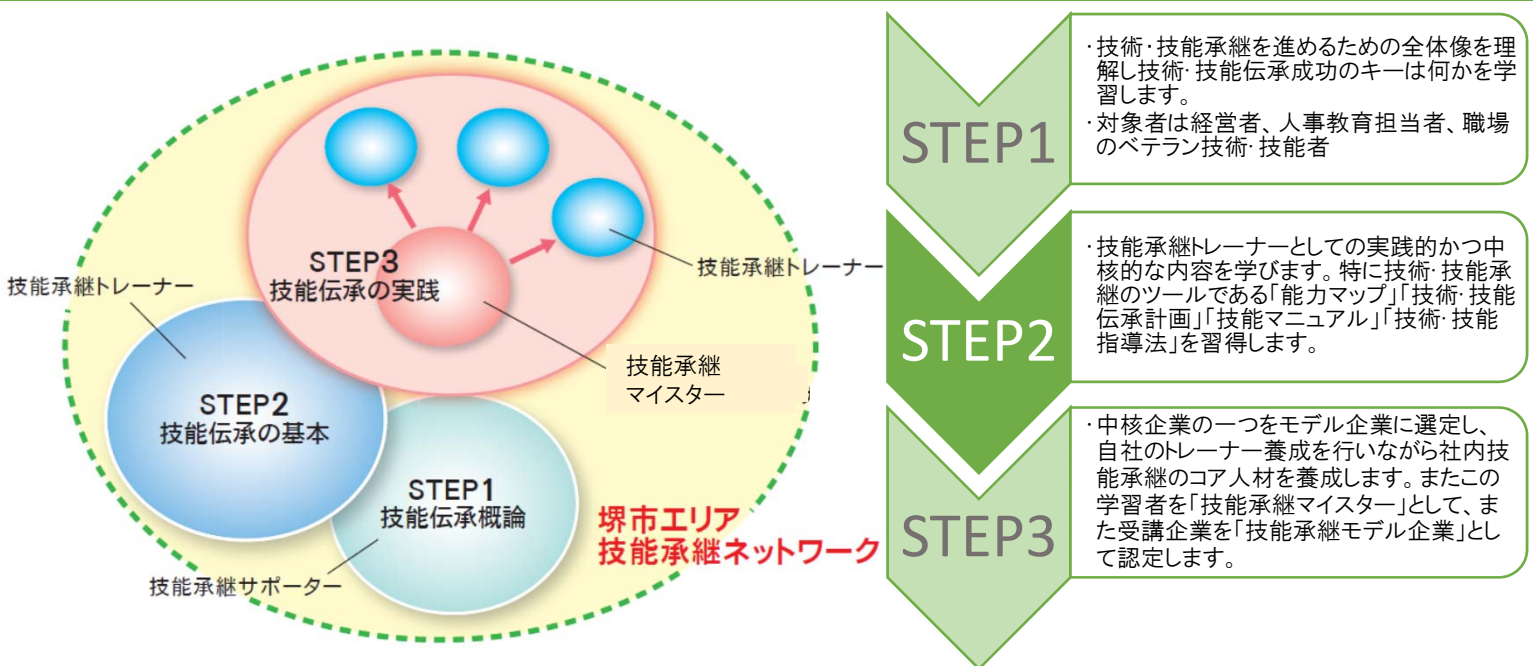 STEP3
技能伝承の実践
技能承継トレーナー
技能承継トレーナー
技能承継
マイスター
STEP2
技能伝承の基本
STEP1
技能伝承概論
技能承継サポーター
堺市エリア
技能承継ネットワーク
STEP1
・技術・技能承継を進めるための全体像を理
解し技術・技能伝承成功のキーは何かを学
習します。
・対象者は経営者、人事教育担当者、職場
のベテラン技術・技能者
STEP2
・技能承継トレーナーとしての実践的かつ中
核的な内容を学びます。特に技術・技能承
継のツールである「能力マップ」「技術・技能
伝承計画」「技能マニュアル」「技術・技能
指導法」を習得します。
STEP3
・中核企業の一つをモデル企業に選定し、
自社のトレーナー養成を行いながら社内技
能承継のコア人材を養成します。またこの
学習者を「技能承継マイスター」として、ま
た受講企業を「技能承継モデル企業」とし
て認定します。